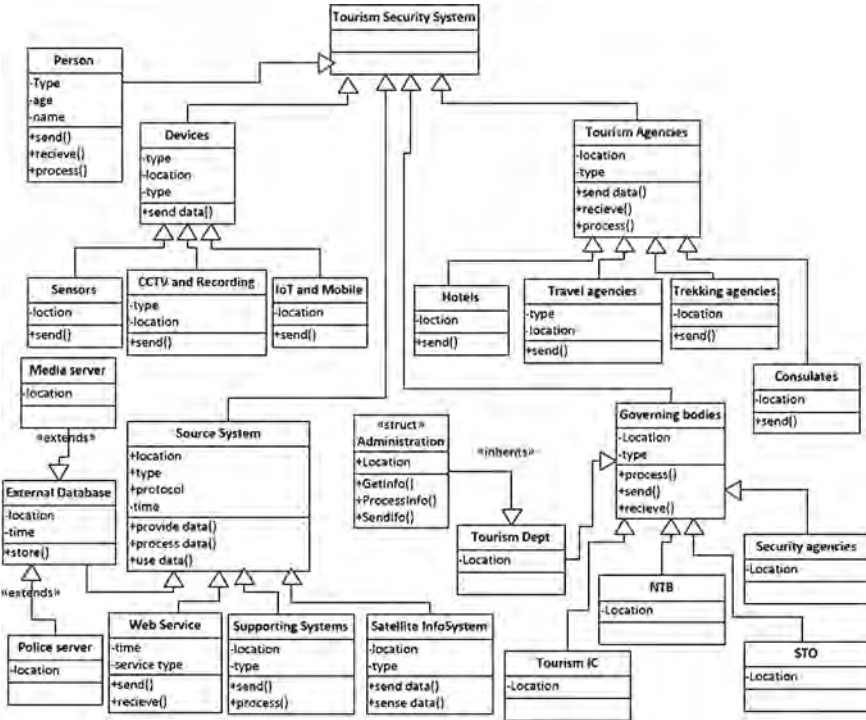 Tourism Security System
Person
-Type
-age
-name
+send()
+recieve()
+process()
Devices
-type
-location
-type
+send data()
Tourism Agencies
-location
-type
+send data()
+recieve()
+process()
Sensors
-loction
+send()
CCTV and Recording
-type
-location
+send()
IoT and Mobile
-location
+send()
Hotels
-loction
+send()
Travel agencies
-type
-location
+send()
Trekking agencies
-location
+send()
Consulates
-location
+send()
Media server
-location
«extends»
External Database
-location
-time
+store()
«extends»
Police server
-location
Source System
+location
+type
+protocol
-time
+provide data()
+process data()
+use data()
«struct»
Administration
+Location
+GetInfo()
+ProcessInfo()
+SendIfo()
«inherits»
Governing bodies
-Location
-type
+process()
+send()
+recieve()
Tourism Dept
-Location
Security agencies
-Location
NTB
-Location
STO
-Location
Tourism IC
-Location
Web Service
-time
-service type
+send()
+recieve()
Supporting Systems
-location
-type
+send()
+process()
Satellite InfoSystem
-location
-type
+send data()
+sense data()